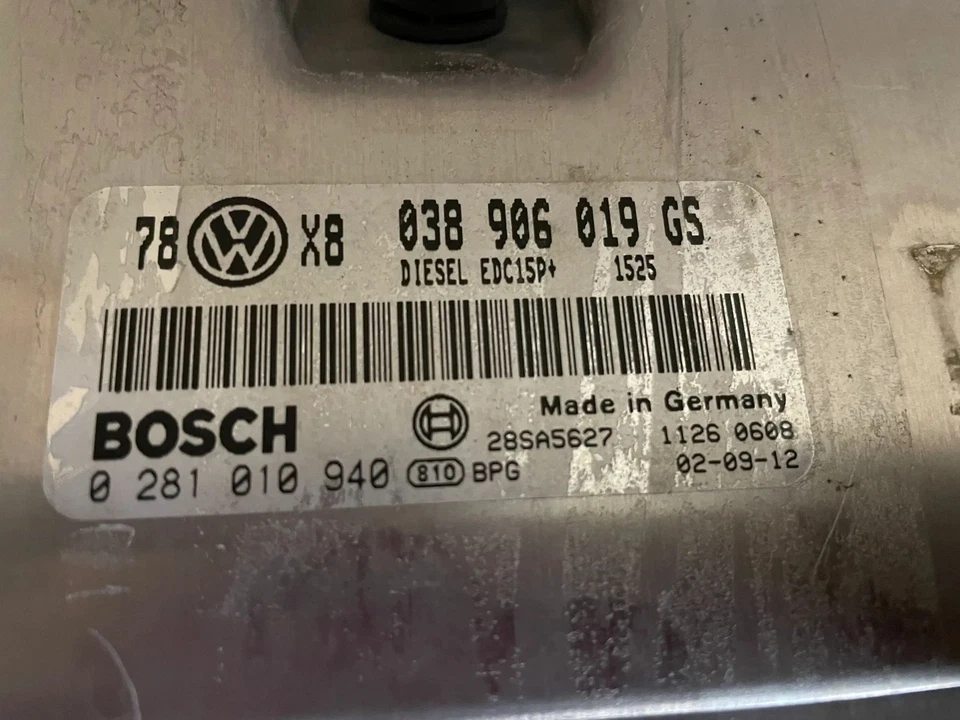 78 VW X8 038 906 019 GS
DIESEL EDC15P+ 1525
BOSCH Made in Germany
28SA5627 1126 0608
0 281 010 940 810 BPG 02-09-12